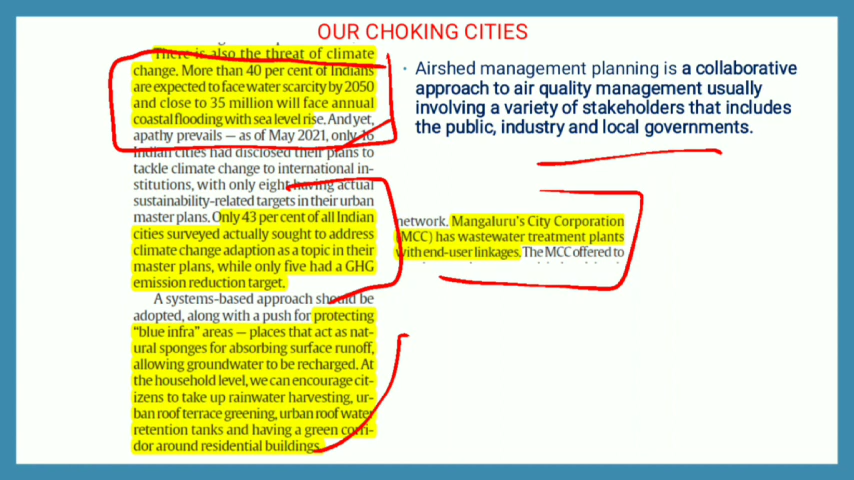 OUR CHOKING CITIES
There is also the threat of climate
change. More than 40 per cent of Indians
are expected to face water scarcity by 2050
and close to 35 million will face annual
coastal flooding with sea level rise. And yet,
apathy prevails — as of May 2021, only 16
Indian cities had disclosed their plans to
tackle climate change to international in-
stitutions, with only eight having actual
sustainability-related targets in their urban
master plans. Only 43 per cent of all Indian
cities surveyed actually sought to address
climate change adaption as a topic in their
master plans, while only five had a GHG
emission reduction target.
A systems-based approach should be
adopted, along with a push for protecting
“blue infra” areas — places that act as nat-
ural sponges for absorbing surface runoff,
allowing groundwater to be recharged. At
the household level, we can encourage cit-
izens to take up rainwater harvesting, ur-
ban roof terrace greening, urban roof water
retention tanks and having a green corri-
dor around residential buildings.
· Airshed management planning is a collaborative
approach to air quality management usually
involving a variety of stakeholders that includes
the public, industry and local governments.
network. Mangaluru's City Corporation
(MCC) has wastewater treatment plants
with end-user linkages. The MCC offered to